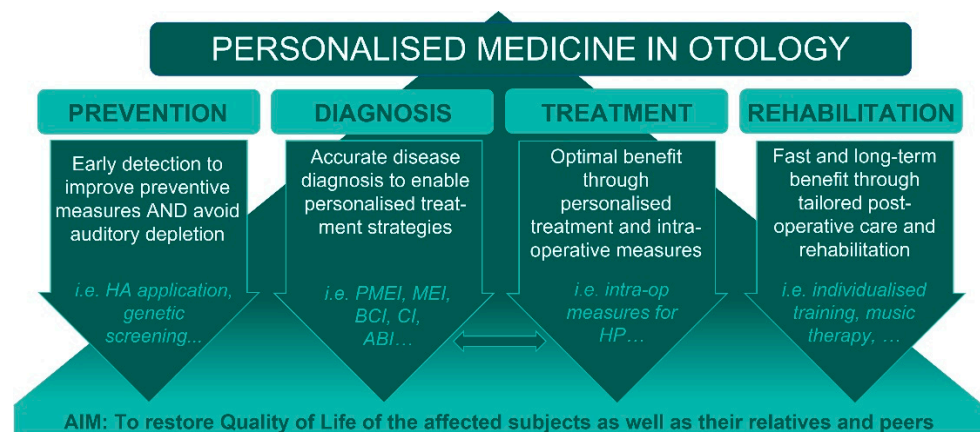 PERSONALISED MEDICINE IN OTOLOGY
PREVENTION
Early detection to
improve preventive
measures AND avoid
auditory depletion
i.e. HA application,
genetic
screening...
DIAGNOSIS
Accurate disease
diagnosis to enable
personalised treat-
ment strategies
i.e. PMEI, MEI,
BCI, CI,
ABI…
TREATMENT
Optimal benefit
through
personalised
treatment and intra-
operative measures
i.e. intra-op
measures for
HP…
REHABILITATION
Fast and long-term
benefit through
tailored post-
operative care and
rehabilitation
i.e. individualised
training, music
therapy, …
AIM: To restore Quality of Life of the affected subjects as well as their relatives and peers